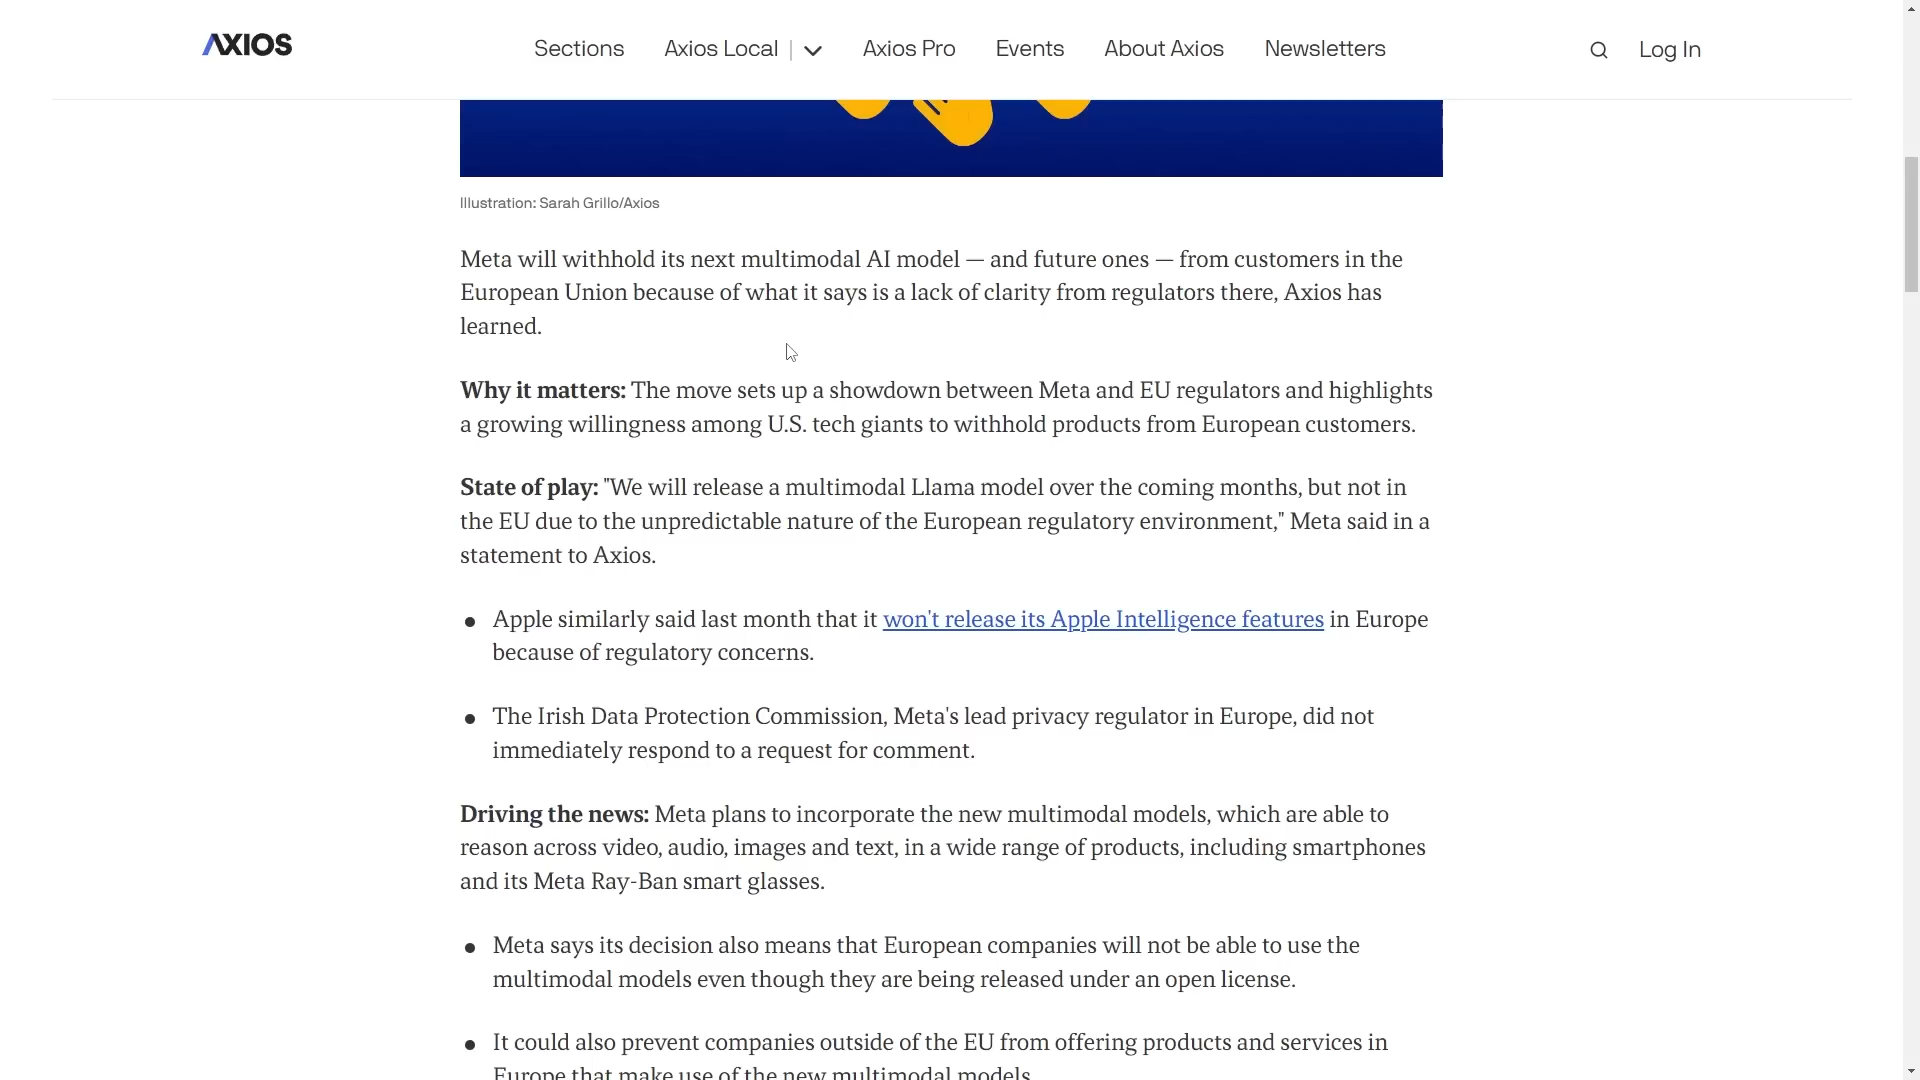 AXIOS Sections Axios Local Axios Pro Events About Axios Newsletters Log In
Illustration: Sarah Grillo/Axios
Meta will withhold its next multimodal AI model — and future ones — from customers in the
European Union because of what it says is a lack of clarity from regulators there, Axios has
learned.
Why it matters: The move sets up a showdown between Meta and EU regulators and highlights
a growing willingness among U.S. tech giants to withhold products from European customers.
State of play: "We will release a multimodal Llama model over the coming months, but not in
the EU due to the unpredictable nature of the European regulatory environment," Meta said in a
statement to Axios.
● Apple similarly said last month that it won't release its Apple Intelligence features in Europe
because of regulatory concerns.
● The Irish Data Protection Commission, Meta's lead privacy regulator in Europe, did not
immediately respond to a request for comment.
Driving the news: Meta plans to incorporate the new multimodal models, which are able to
reason across video, audio, images and text, in a wide range of products, including smartphones
and its Meta Ray-Ban smart glasses.
● Meta says its decision also means that European companies will not be able to use the
multimodal models even though they are being released under an open license.
● It could also prevent companies outside of the EU from offering products and services in
Europe that make use of the new multimodal models.